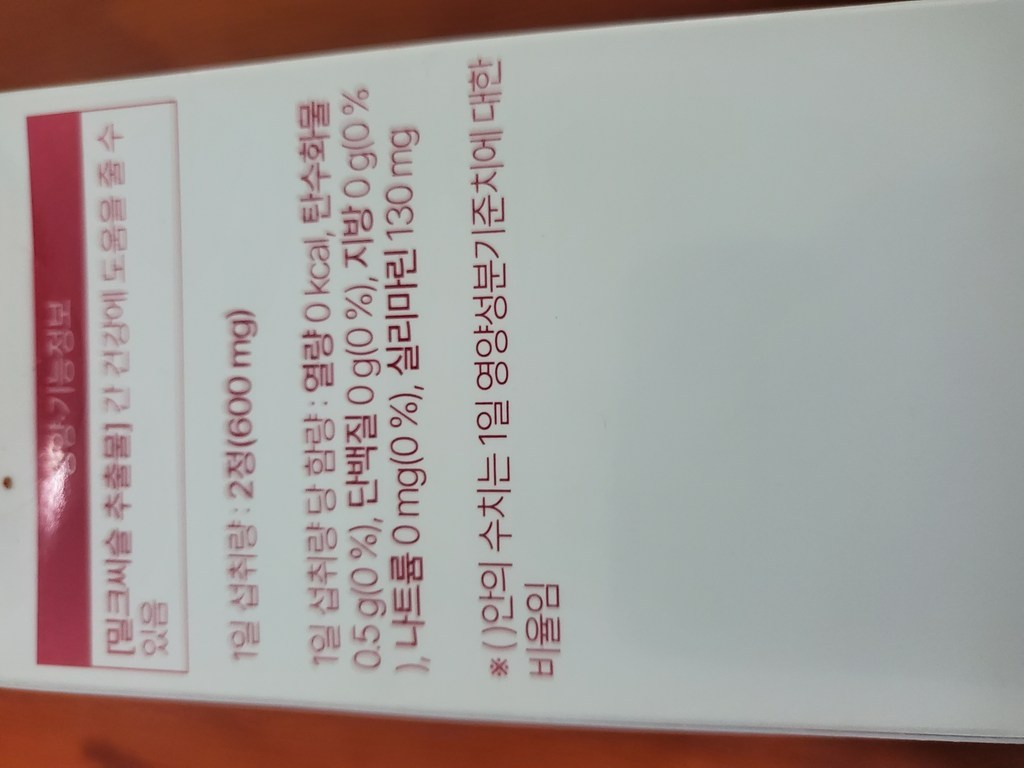 영양·기능정보
[밀크씨슬 추출물] 간 건강에 도움을 줄 수
있음
1일 섭취량 : 2정(600 mg)
1일 섭취량 당 함량 : 열량 0 kcal, 탄수화물
0.5 g(0 %), 단백질 0 g(0 %), 지방 0 g(0 %
), 나트륨 0 mg(0 %), 실리마린 130 mg
※ ( )안의 수치는 1일 영양성분기준치에 대한
비율임